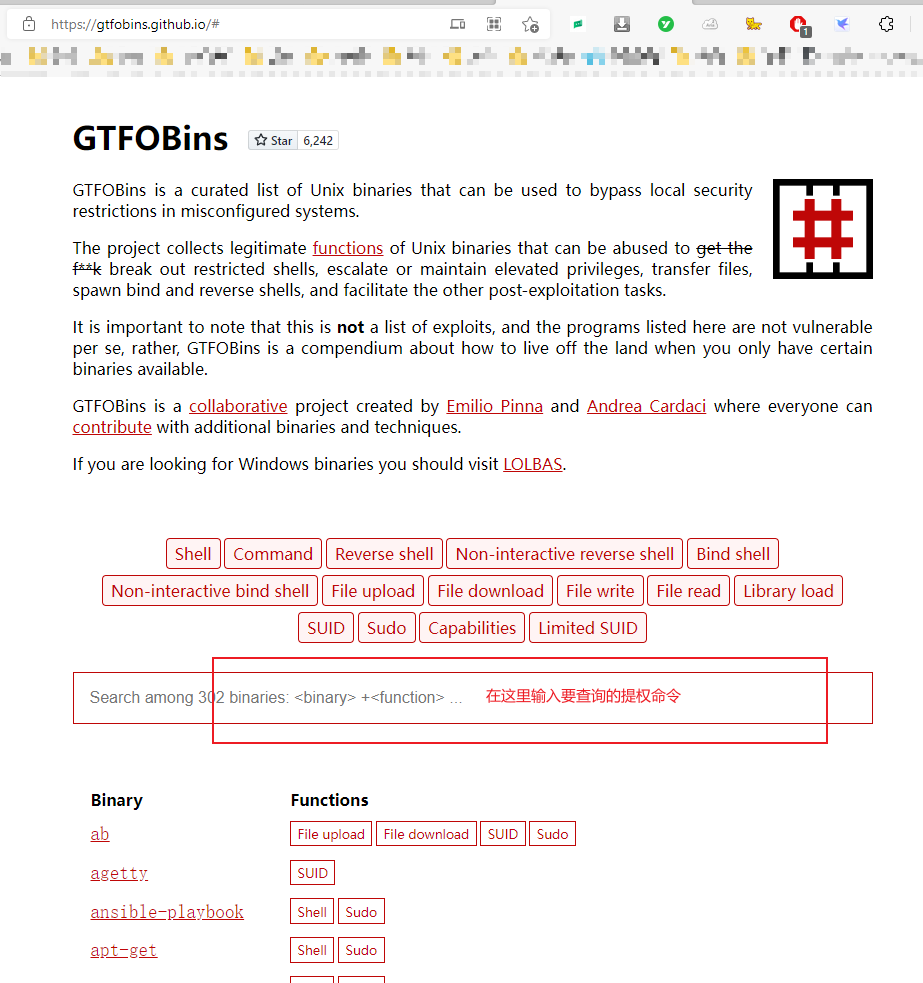 https://gtfobins.github.io/#
1
GTFOBins Star 6,242
GTFOBins is a curated list of Unix binaries that can be used to bypass local security
restrictions in misconfigured systems.
The project collects legitimate functions of Unix binaries that can be abused to get the
f**k break out restricted shells, escalate or maintain elevated privileges, transfer files,
spawn bind and reverse shells, and facilitate the other post-exploitation tasks.
It is important to note that this is not a list of exploits, and the programs listed here are not vulnerable
per se, rather, GTFOBins is a compendium about how to live off the land when you only have certain
binaries available.
GTFOBins is a collaborative project created by Emilio Pinna and Andrea Cardaci where everyone can
contribute with additional binaries and techniques.
If you are looking for Windows binaries you should visit LOLBAS.
Shell Command Reverse shell Non-interactive reverse shell Bind shell
Non-interactive bind shell File upload File download File write File read Library load
SUID Sudo Capabilities Limited SUID
Search among 302 binaries: <binary> +<function> ... 在这里输入要查询的提权命令
Binary Functions
ab File upload File download SUID Sudo
agetty SUID
ansible-playbook Shell Sudo
apt-get Shell Sudo